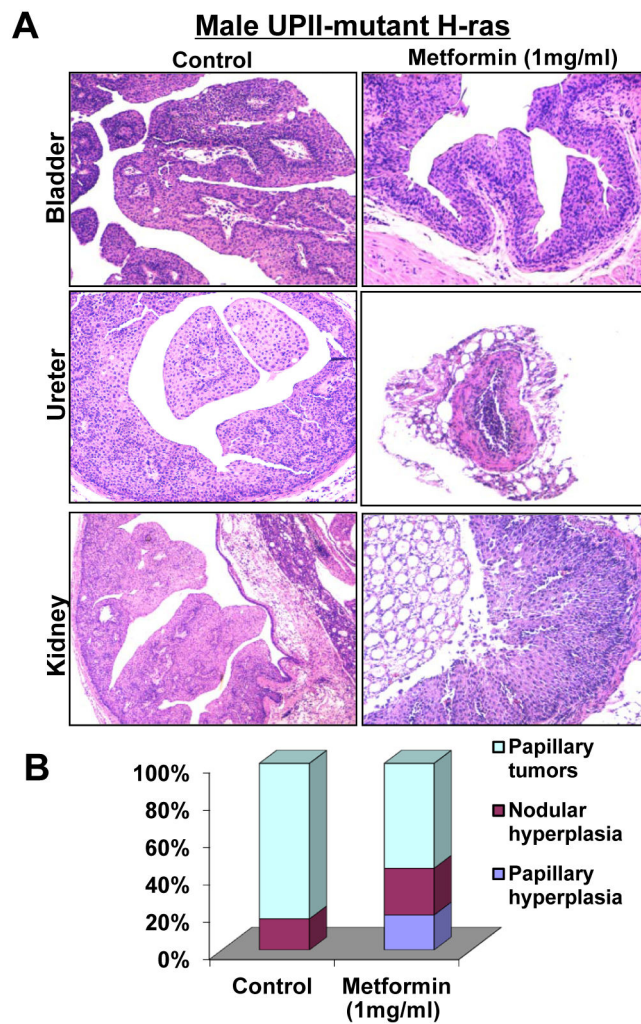 A
Male UPII-mutant H-ras
Control
Metformin (1mg/ml)
Bladder
Ureter
Kidney
B
100%
80%
60%
40%
20%
0%
Control
Metformin
(1mg/ml)
Papillary
tumors
Nodular
hyperplasia
Papillary
hyperplasia